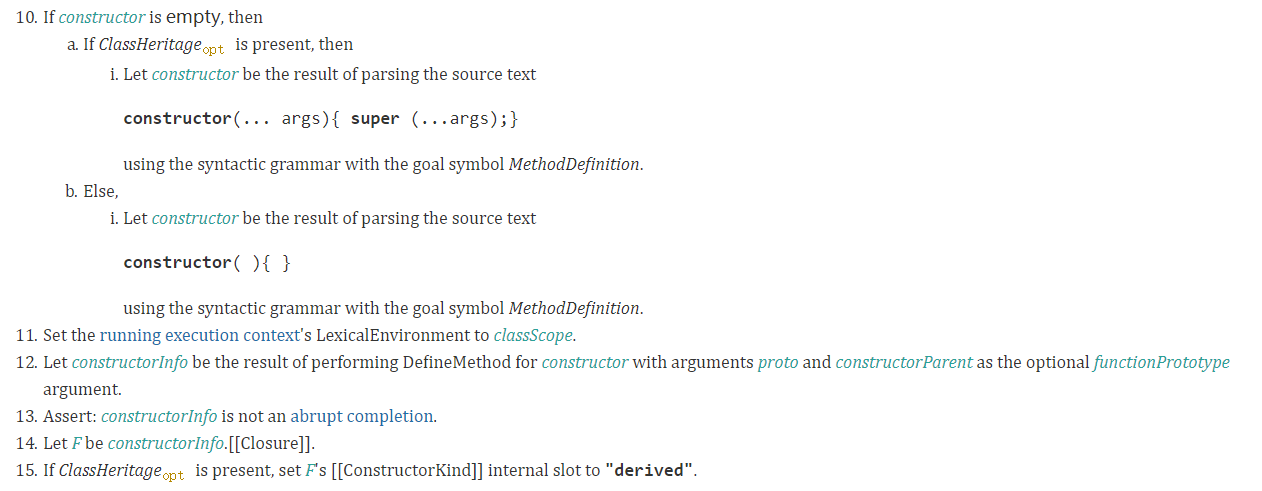 10. If constructor is empty, then
a. If ClassHeritageopt is present, then
i. Let constructor be the result of parsing the source text
constructor(... args){ super (...args);}
using the syntactic grammar with the goal symbol MethodDefinition.
b. Else,
i. Let constructor be the result of parsing the source text
constructor( ){ }
using the syntactic grammar with the goal symbol MethodDefinition.
11. Set the running execution context's LexicalEnvironment to classScope.
12. Let constructorInfo be the result of performing DefineMethod for constructor with arguments proto and constructorParent as the optional functionPrototype
argument.
13. Assert: constructorInfo is not an abrupt completion.
14. Let F be constructorInfo.[[Closure]].
15. If ClassHeritageopt is present, set F's [[ConstructorKind]] internal slot to "derived".